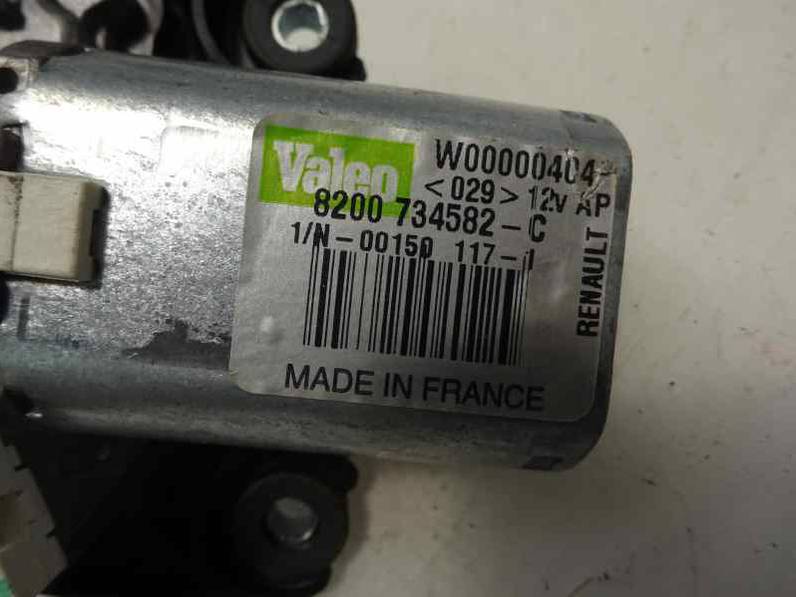 Valeo
W00000404
<029> 12v AP
8200 734582-C
1/N-00150 117-1
RENAULT
MADE IN FRANCE